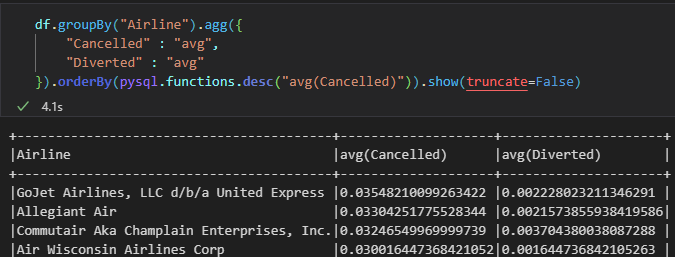 df.groupBy("Airline").agg({
    "Cancelled" : "avg",
    "Diverted" : "avg"
}).orderBy(pysql.functions.desc("avg(Cancelled)")).show(truncate=False)
4.1s
+----------------------------------------+--------------------+---------------------+
|Airline                                 |avg(Cancelled)      |avg(Diverted)        |
+----------------------------------------+--------------------+---------------------+
|GoJet Airlines, LLC d/b/a United Express|0.03548210099263422 |0.002228023211346291 |
|Allegiant Air                           |0.03304251775528344 |0.0021573855938419586|
|Commutair Aka Champlain Enterprises, Inc.|0.03246549969999739 |0.003704380038087288 |
|Air Wisconsin Airlines Corp             |0.030016447368421052|0.001644736842105263 |